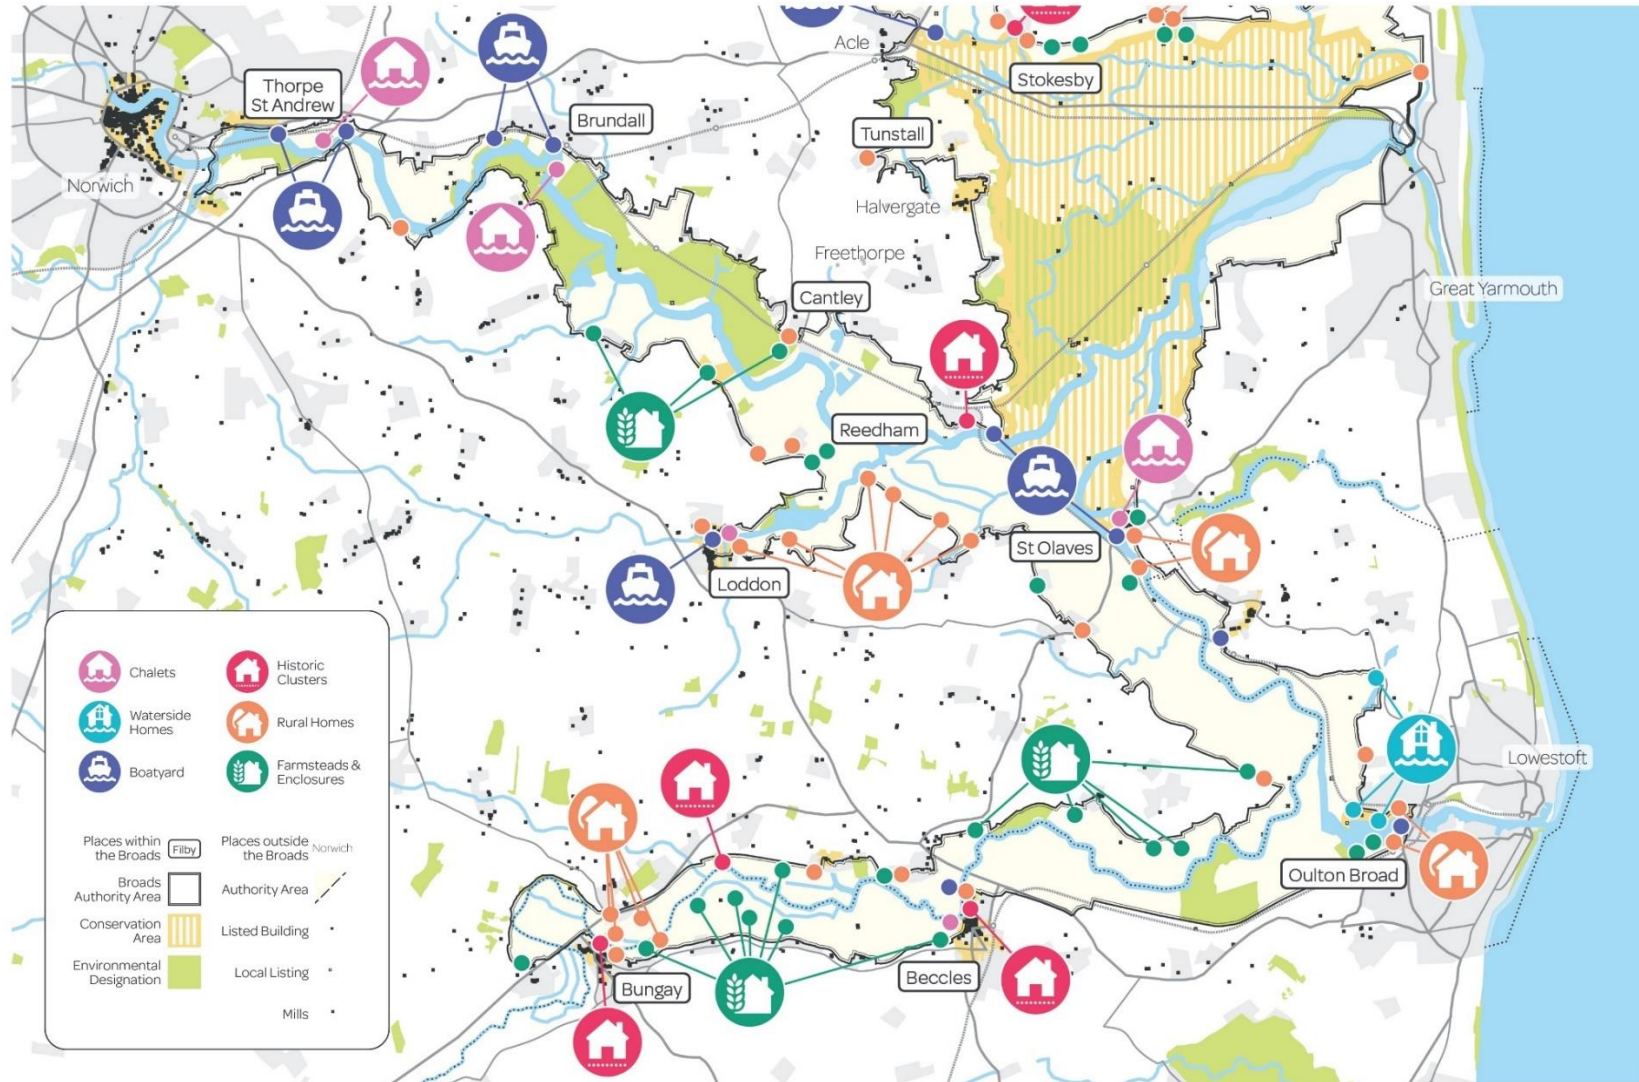 Acle
Stokesby
Thorpe
St Andrew
Brundall
Tunstall
Norwich
Halvergate
Freethorpe
Great Yarmouth
Cantley
Reedham
St Olaves
Loddon
Lowestoft
Oulton Broad
Beccles
Bungay
Chalets
Historic
Clusters
Waterside
Homes
Rural Homes
Boatyard
Farmsteads &
Enclosures
Places within
the Broads
Filby
Places outside
the Broads
Norwich
Broads
Authority Area
Authority Area
Conservation
Area
Listed Building
Environmental
Designation
Local Listing
Mills